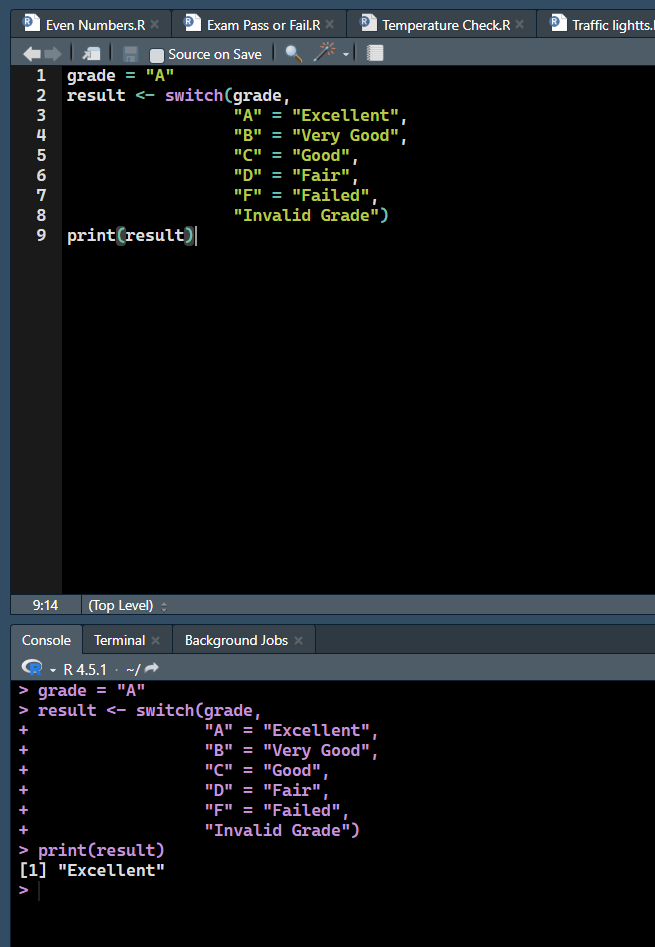 Even Numbers.R × Exam Pass or Fail.R × Temperature Check.R × Traffic lightts.
Source on Save
1 grade = "A"
2 result <- switch(grade,
3 "A" = "Excellent",
4 "B" = "Very Good",
5 "C" = "Good",
6 "D" = "Fair",
7 "F" = "Failed",
8 "Invalid Grade")
9 print(result)
9:14 (Top Level)
Console Terminal × Background Jobs ×
R R 4.5.1 · ~/
> grade = "A"
> result <- switch(grade,
+ "A" = "Excellent",
+ "B" = "Very Good",
+ "C" = "Good",
+ "D" = "Fair",
+ "F" = "Failed",
+ "Invalid Grade")
> print(result)
[1] "Excellent"
>